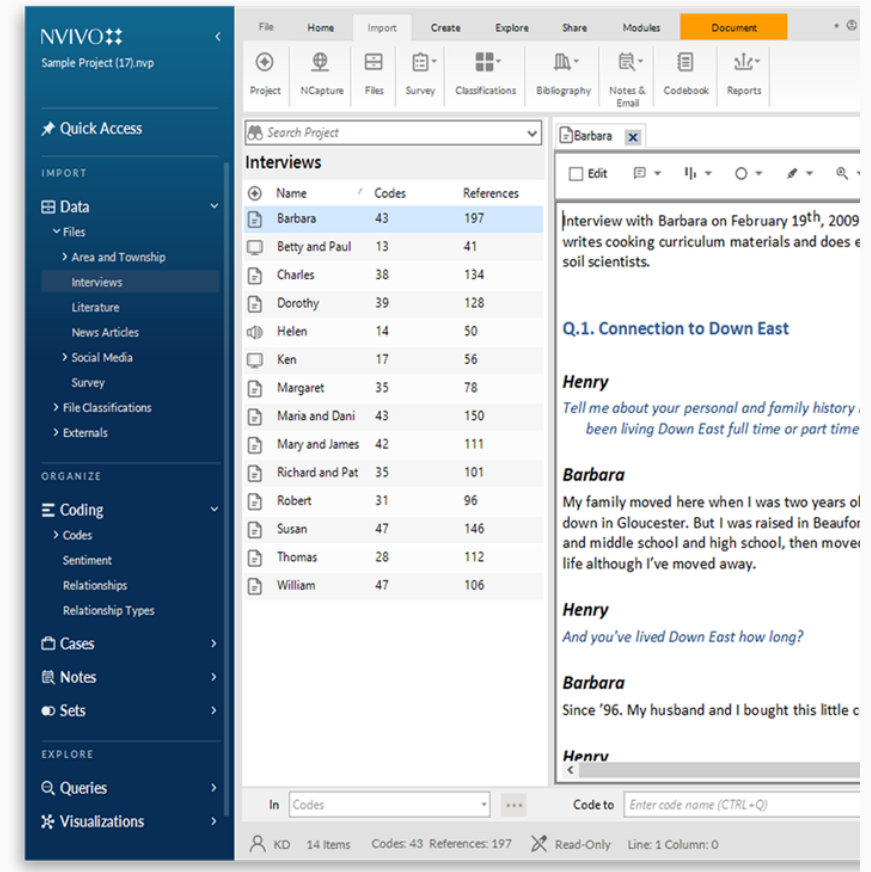 NVIVO
Sample Project (17).nvp
Quick Access
IMPORT
Data
Files
Area and Township
Interviews
Literature
News Articles
Social Media
Survey
File Classifications
Externals
ORGANIZE
Coding
Codes
Sentiment
Relationships
Relationship Types
Cases
Notes
Sets
EXPLORE
Queries
Visualizations
File Home Import Create Explore Share Modules Document
Project NCapture Files Survey Classifications Bibliography Notes & Email Codebook Reports
Search Project
Interviews
Name Codes References
Barbara 43 197
Betty and Paul 13 41
Charles 38 134
Dorothy 39 128
Helen 14 50
Ken 17 56
Margaret 35 78
Maria and Dani 43 150
Mary and James 42 111
Richard and Pat 35 101
Robert 31 96
Susan 47 146
Thomas 28 112
William 47 106
Barbara
Edit
Interview with Barbara on February 19th, 2009
writes cooking curriculum materials and does e
soil scientists.
Q.1. Connection to Down East
Henry
Tell me about your personal and family history
been living Down East full time or part time
Barbara
My family moved here when I was two years ol
down in Gloucester. But I was raised in Beaufor
and middle school and high school, then moved
life although I've moved away.
Henry
And you've lived Down East how long?
Barbara
Since '96. My husband and I bought this little c
Henry
In Codes ... Code to Enter code name (CTRL+Q)
KD 14 Items Codes: 43 References: 197 Read-Only Line: 1 Column: 0